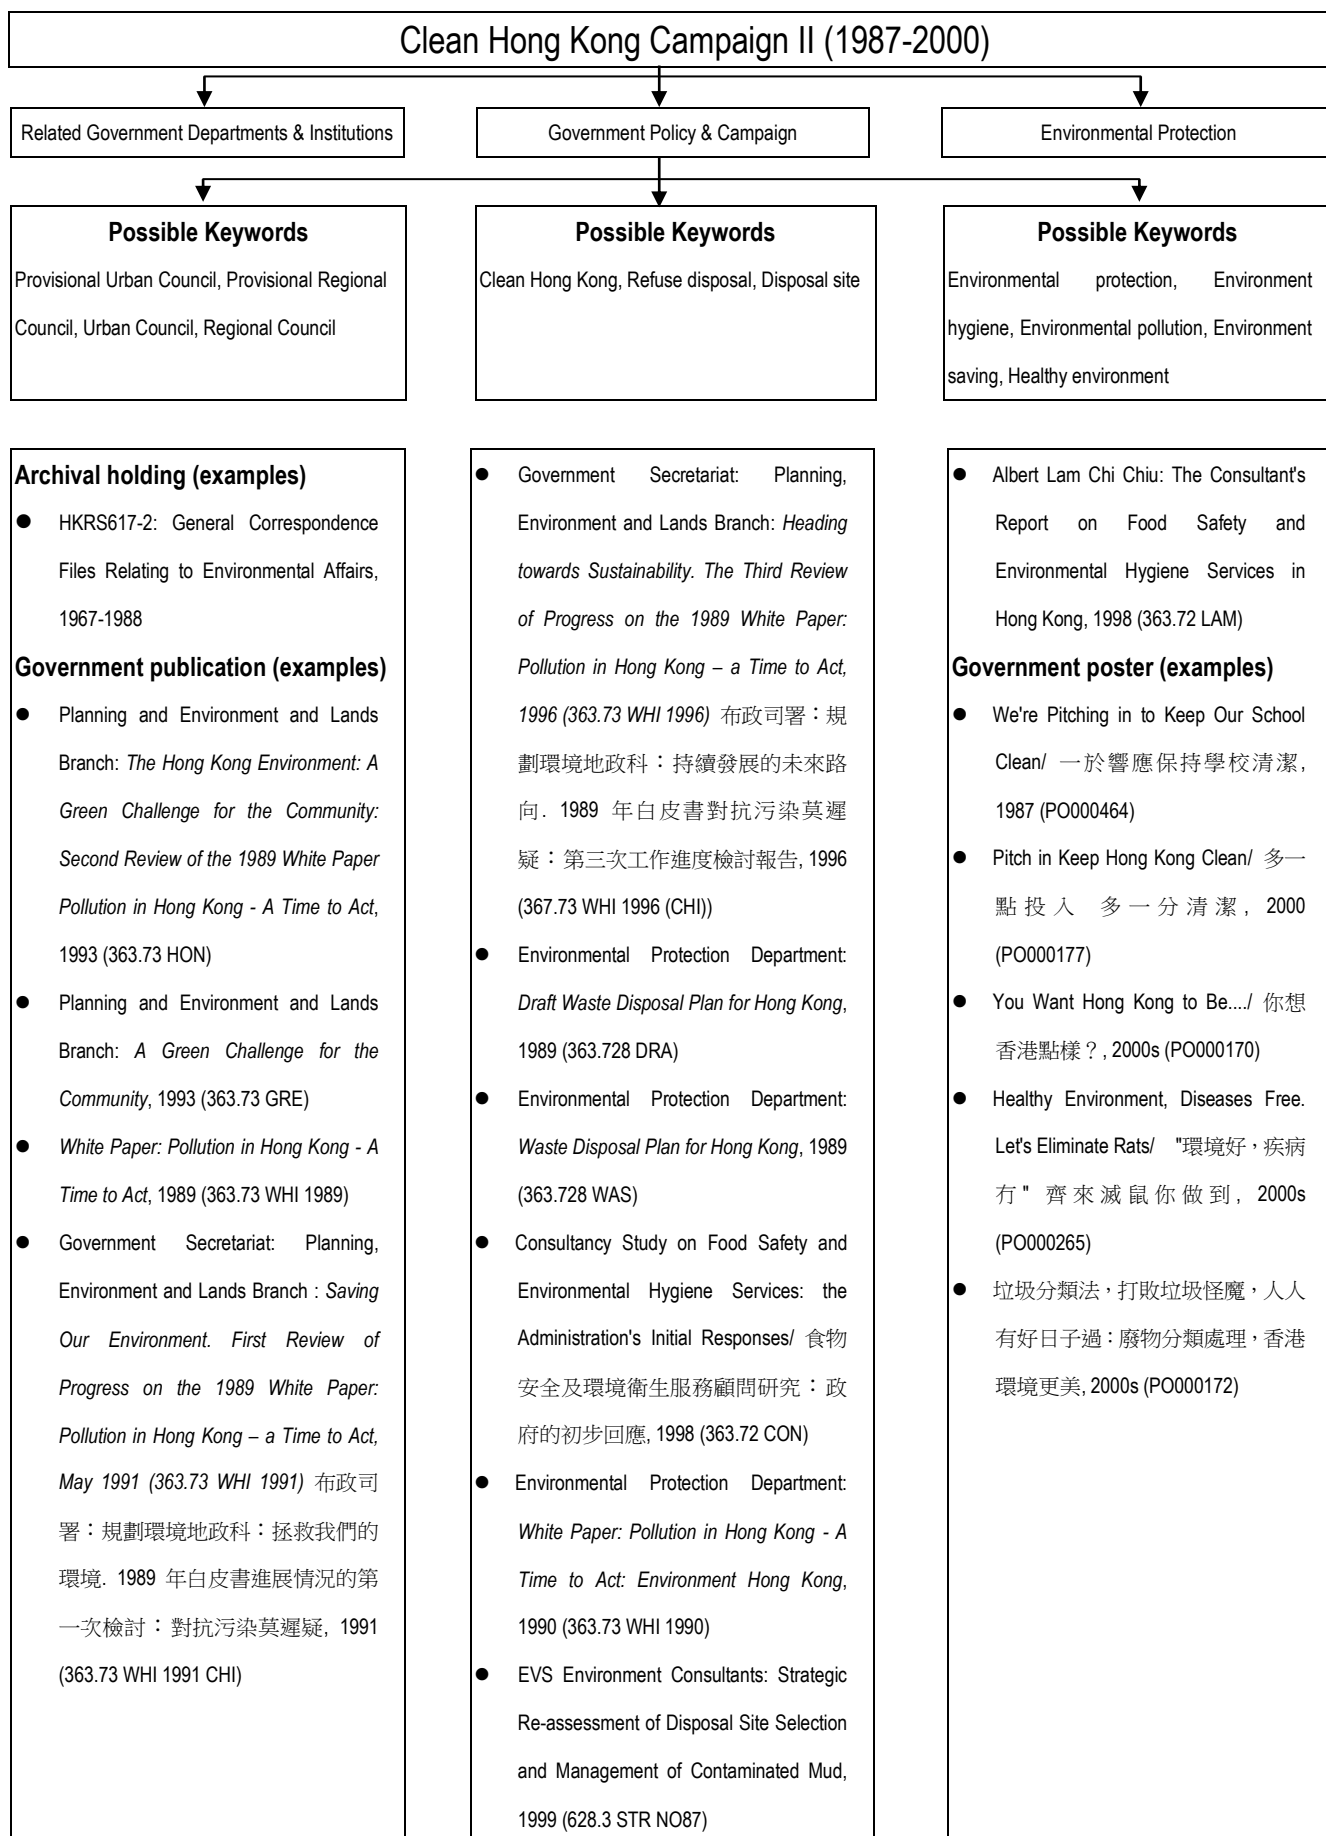 Clean Hong Kong Campaign II (1987-2000)
Related Government Departments & Institutions
Government Policy & Campaign
Environmental Protection
Possible Keywords
Provisional Urban Council, Provisional Regional
Council, Urban Council, Regional Council
Possible Keywords
Clean Hong Kong, Refuse disposal, Disposal site
Possible Keywords
Environmental protection, Environment
hygiene, Environmental pollution, Environment
saving, Healthy environment
Archival holding (examples)
● HKRS617-2: General Correspondence
Files Relating to Environmental Affairs,
1967-1988
Government publication (examples)
● Planning and Environment and Lands
Branch: The Hong Kong Environment: A
Green Challenge for the Community:
Second Review of the 1989 White Paper
Pollution in Hong Kong - A Time to Act,
1993 (363.73 HON)
● Planning and Environment and Lands
Branch: A Green Challenge for the
Community, 1993 (363.73 GRE)
● White Paper: Pollution in Hong Kong - A
Time to Act, 1989 (363.73 WHI 1989)
● Government Secretariat: Planning,
Environment and Lands Branch : Saving
Our Environment. First Review of
Progress on the 1989 White Paper:
Pollution in Hong Kong – a Time to Act,
May 1991 (363.73 WHI 1991) 布政司
署：規劃環境地政科：拯救我們的
環境. 1989 年白皮書進展情況的第
一次檢討：對抗污染莫遲疑, 1991
(363.73 WHI 1991 CHI)
● Government Secretariat: Planning,
Environment and Lands Branch: Heading
towards Sustainability. The Third Review
of Progress on the 1989 White Paper:
Pollution in Hong Kong – a Time to Act,
1996 (363.73 WHI 1996) 布政司署：規
劃環境地政科：持續發展的未來路
向. 1989 年白皮書對抗污染莫遲
疑：第三次工作進度檢討報告, 1996
(367.73 WHI 1996 (CHI))
● Environmental Protection Department:
Draft Waste Disposal Plan for Hong Kong,
1989 (363.728 DRA)
● Environmental Protection Department:
Waste Disposal Plan for Hong Kong, 1989
(363.728 WAS)
● Consultancy Study on Food Safety and
Environmental Hygiene Services: the
Administration's Initial Responses/ 食物
安全及環境衛生服務顧問研究：政
府的初步回應, 1998 (363.72 CON)
● Environmental Protection Department:
White Paper: Pollution in Hong Kong - A
Time to Act: Environment Hong Kong,
1990 (363.73 WHI 1990)
● EVS Environment Consultants: Strategic
Re-assessment of Disposal Site Selection
and Management of Contaminated Mud,
1999 (628.3 STR NO87)
● Albert Lam Chi Chiu: The Consultant's
Report on Food Safety and
Environmental Hygiene Services in
Hong Kong, 1998 (363.72 LAM)
Government poster (examples)
● We're Pitching in to Keep Our School
Clean/ 一於響應保持學校清潔,
1987 (PO000464)
● Pitch in Keep Hong Kong Clean/ 多一
點投入 多一分清潔, 2000
(PO000177)
● You Want Hong Kong to Be..../ 你想
香港點樣？, 2000s (PO000170)
● Healthy Environment, Diseases Free.
Let's Eliminate Rats/ "環境好，疾病
冇" 齊來滅鼠你做到, 2000s
(PO000265)
● 垃圾分類法，打敗垃圾怪魔，人人
有好日子過：廢物分類處理，香港
環境更美, 2000s (PO000172)